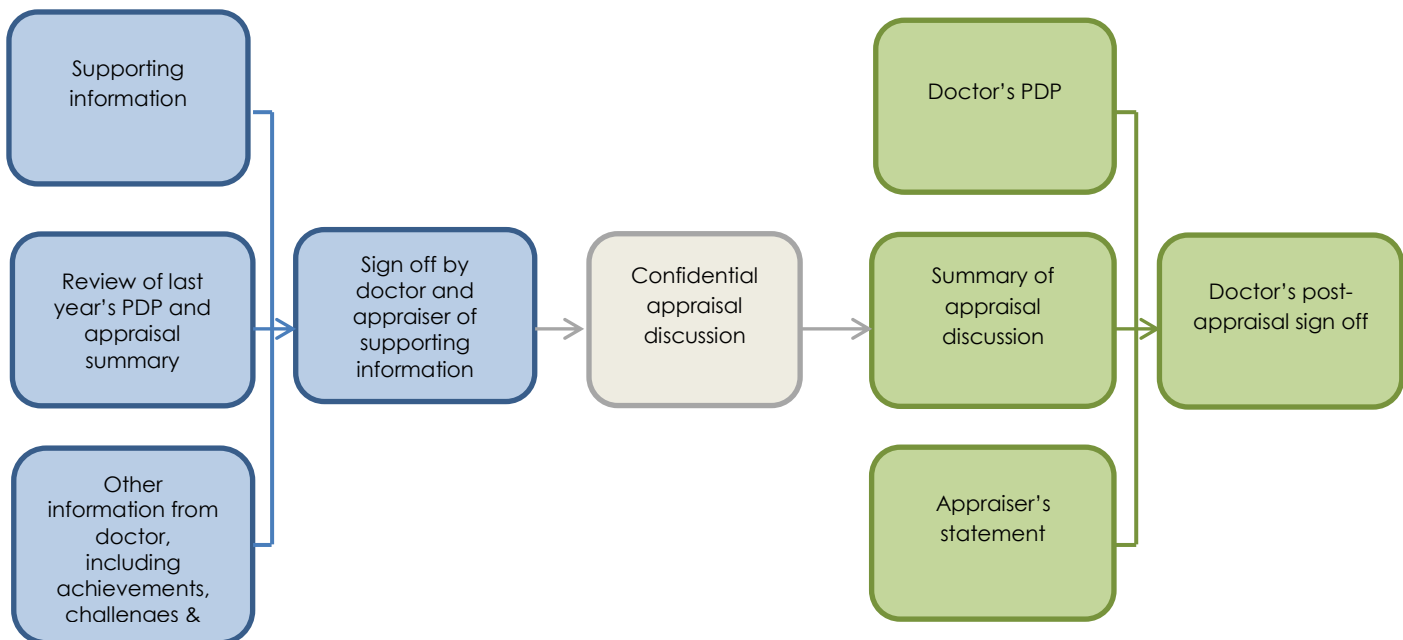 Supporting
information
Review of last
year’s PDP and
appraisal
summary
Other
information from
doctor,
including
achievements,
challenges &
Sign off by
doctor and
appraiser of
supporting
information
Confidential
appraisal
discussion
Doctor’s PDP
Summary of
appraisal
discussion
Appraiser’s
statement
Doctor’s post-
appraisal sign off